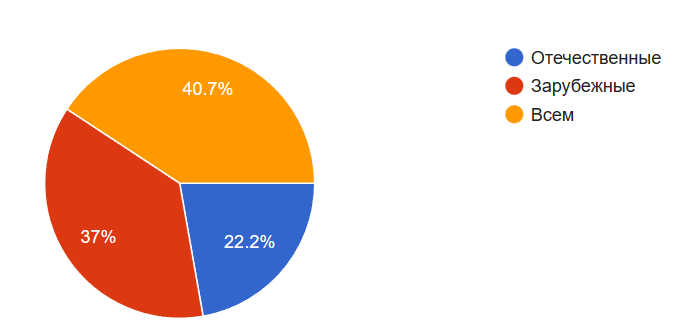 40.7%
37%
22.2%
Отечественные
Зарубежные
Всем